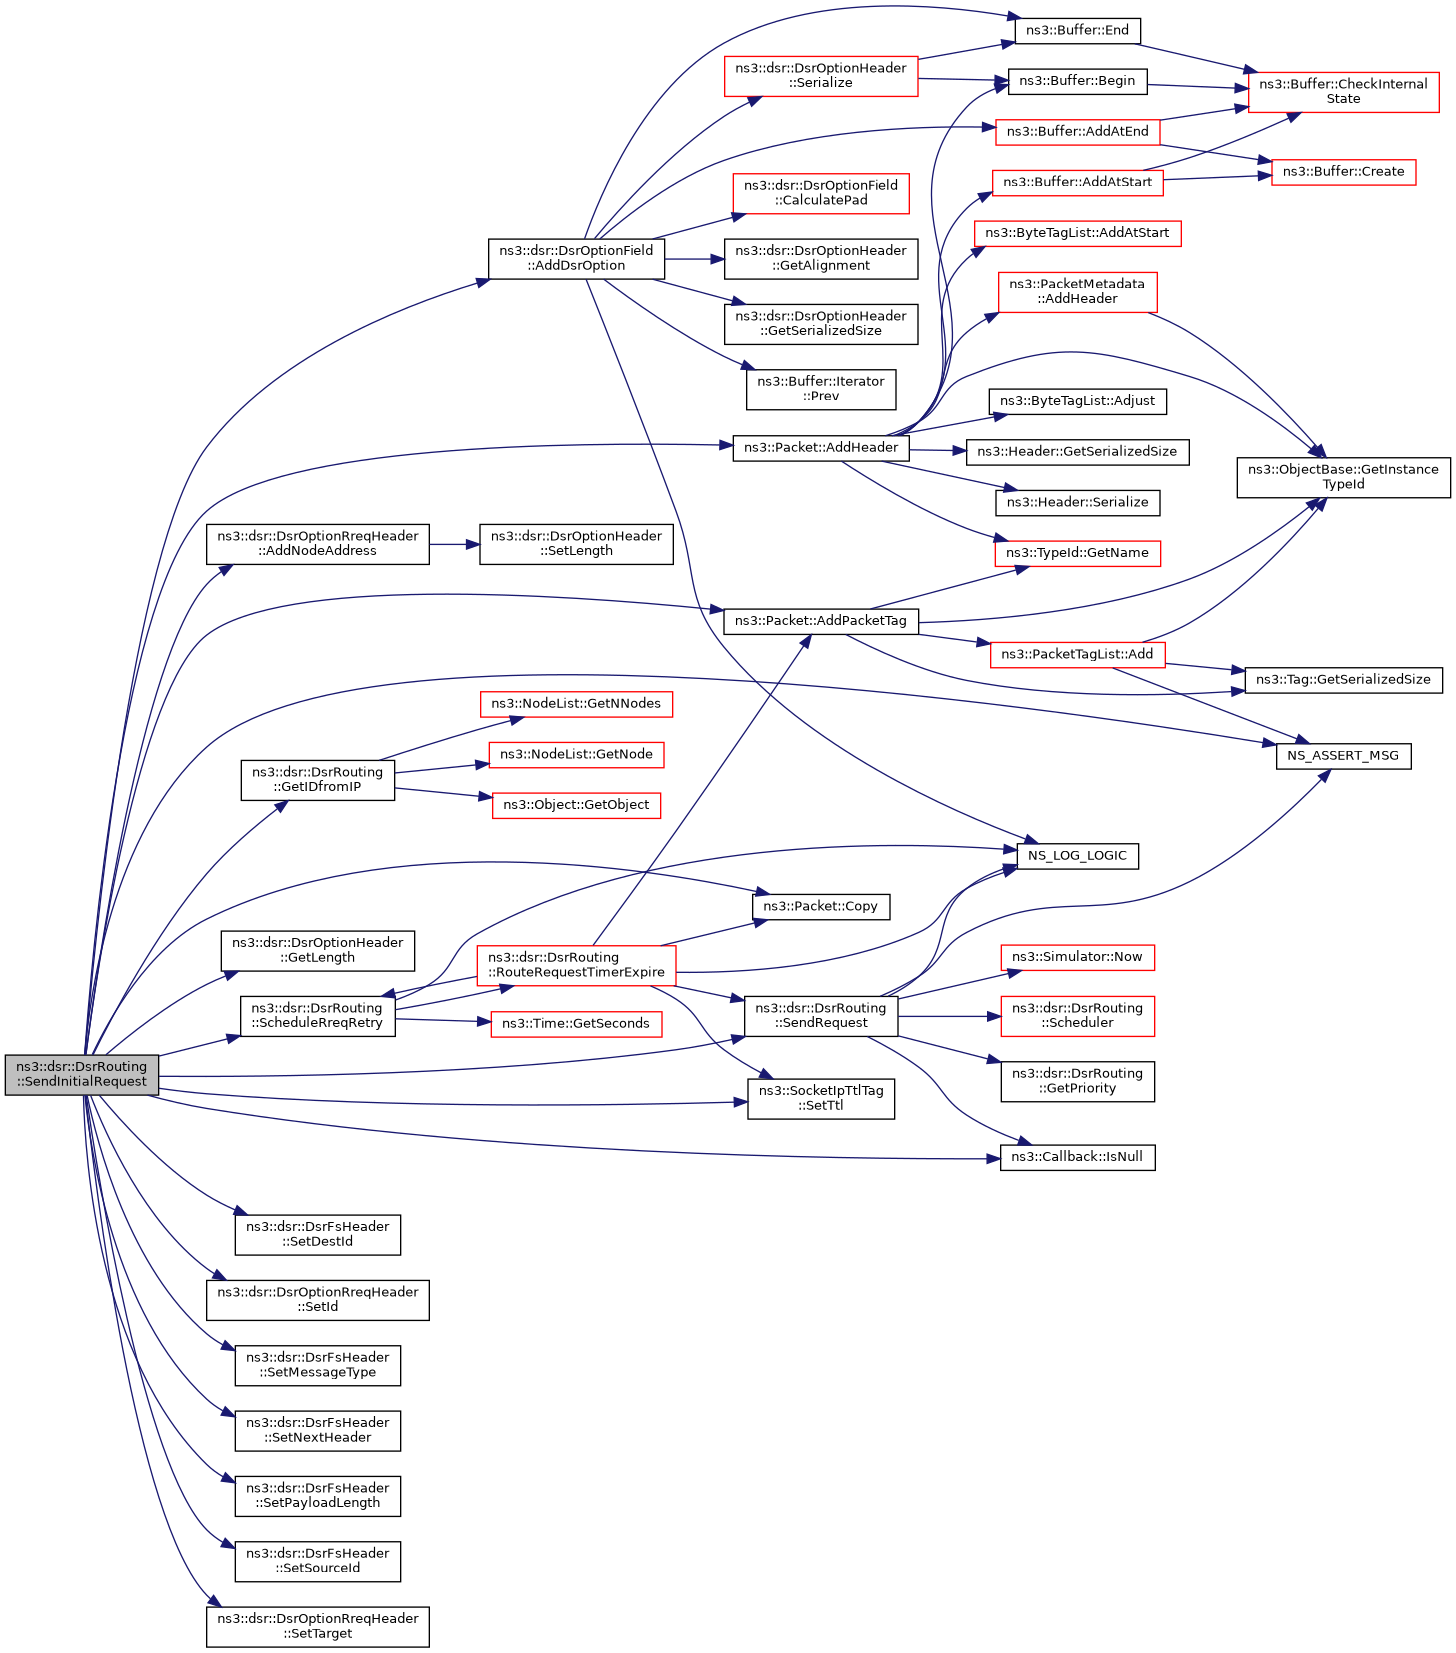 ns3::Buffer::End
ns3::dsr::DsrOptionHeader
::Serialize
ns3::Buffer::Begin
ns3::Buffer::CheckInternal
State
ns3::Buffer::AddAtEnd
ns3::Buffer::Create
ns3::Buffer::AddAtStart
ns3::dsr::DsrOptionField
::CalculatePad
ns3::ByteTagList::AddAtStart
ns3::dsr::DsrOptionField
::AddDsrOption
ns3::dsr::DsrOptionHeader
::GetAlignment
ns3::PacketMetadata
::AddHeader
ns3::dsr::DsrOptionHeader
::GetSerializedSize
ns3::Buffer::Iterator
::Prev
ns3::ByteTagList::Adjust
ns3::Packet::AddHeader
ns3::Header::GetSerializedSize
ns3::ObjectBase::GetInstance
TypeId
ns3::Header::Serialize
ns3::dsr::DsrOptionRreqHeader
::AddNodeAddress
ns3::dsr::DsrOptionHeader
::SetLength
ns3::TypeId::GetName
ns3::Packet::AddPacketTag
ns3::PacketTagList::Add
ns3::Tag::GetSerializedSize
ns3::NodeList::GetNNodes
ns3::NodeList::GetNode
NS_ASSERT_MSG
ns3::dsr::DsrRouting
::GetIDfromIP
ns3::Object::GetObject
NS_LOG_LOGIC
ns3::Packet::Copy
ns3::dsr::DsrOptionHeader
::GetLength
ns3::dsr::DsrRouting
::RouteRequestTimerExpire
ns3::Simulator::Now
ns3::dsr::DsrRouting
::ScheduleRreqRetry
ns3::Time::GetSeconds
ns3::dsr::DsrRouting
::SendRequest
ns3::dsr::DsrRouting
::Scheduler
ns3::dsr::DsrRouting
::SendInitialRequest
ns3::dsr::DsrRouting
::GetPriority
ns3::SocketIpTtlTag
::SetTtl
ns3::Callback::IsNull
ns3::dsr::DsrFsHeader
::SetDestId
ns3::dsr::DsrOptionRreqHeader
::SetId
ns3::dsr::DsrFsHeader
::SetMessageType
ns3::dsr::DsrFsHeader
::SetNextHeader
ns3::dsr::DsrFsHeader
::SetPayloadLength
ns3::dsr::DsrFsHeader
::SetSourceId
ns3::dsr::DsrOptionRreqHeader
::SetTarget